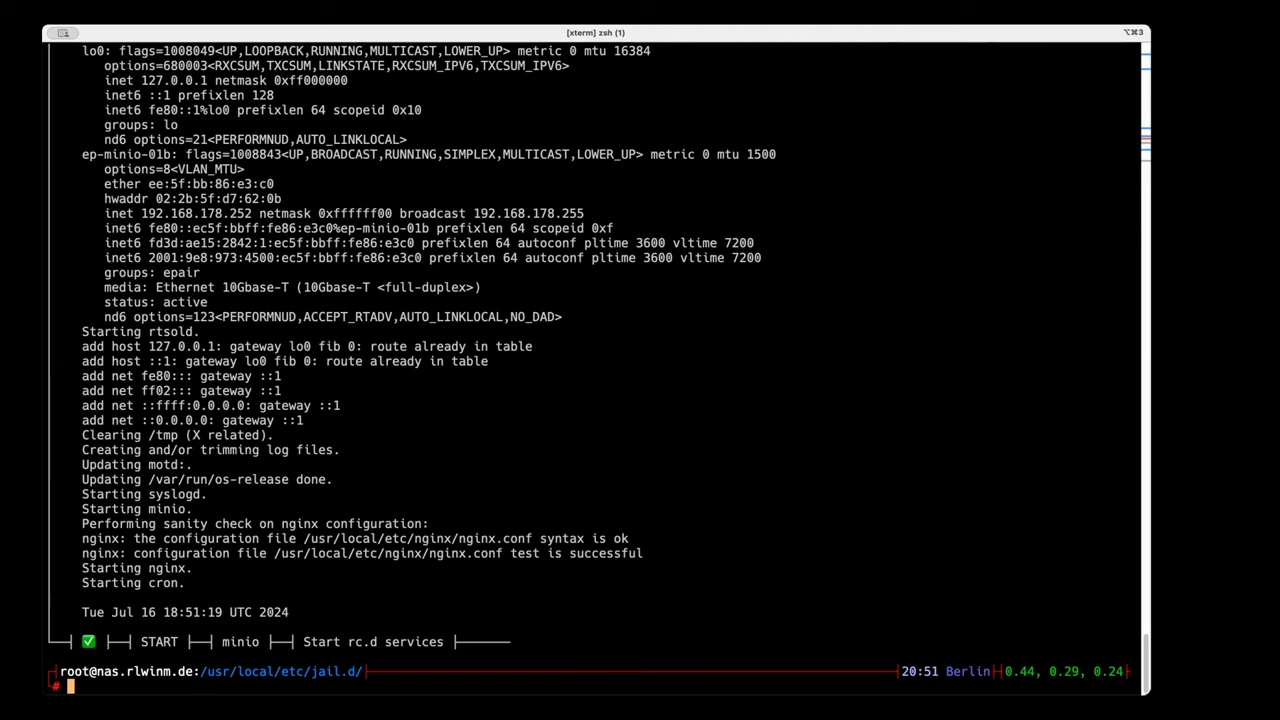 [xterm] zsh (1)
⌥⌘3
lo0: flags=1008049<UP,LOOPBACK,RUNNING,MULTICAST,LOWER_UP> metric 0 mtu 16384
options=680003<RXCSUM,TXCSUM,LINKSTATE,RXCSUM_IPV6,TXCSUM_IPV6>
inet 127.0.0.1 netmask 0xff000000
inet6 ::1 prefixlen 128
inet6 fe80::1%lo0 prefixlen 64 scopeid 0x10
groups: lo
nd6 options=21<PERFORMNUD,AUTO_LINKLOCAL>
ep-minio-01b: flags=1008843<UP,BROADCAST,RUNNING,SIMPLEX,MULTICAST,LOWER_UP> metric 0 mtu 1500
options=8<VLAN_MTU>
ether ee:5f:bb:86:e3:c0
hwaddr 02:2b:5f:d7:62:0b
inet 192.168.178.252 netmask 0xffffff00 broadcast 192.168.178.255
inet6 fe80::ec5f:bbff:fe86:e3c0%ep-minio-01b prefixlen 64 scopeid 0xf
inet6 fd3d:ae15:2842:1:ec5f:bbff:fe86:e3c0 prefixlen 64 autoconf pltime 3600 vltime 7200
inet6 2001:9e8:973:4500:ec5f:bbff:fe86:e3c0 prefixlen 64 autoconf pltime 3600 vltime 7200
groups: epair
media: Ethernet 10Gbase-T (10Gbase-T <full-duplex>)
status: active
nd6 options=123<PERFORMNUD,ACCEPT_RTADV,AUTO_LINKLOCAL,NO_DAD>
Starting rtsold.
add host 127.0.0.1: gateway lo0 fib 0: route already in table
add host ::1: gateway lo0 fib 0: route already in table
add net fe80::: gateway ::1
add net ff02::: gateway ::1
add net ::ffff:0.0.0.0: gateway ::1
add net ::0.0.0.0: gateway ::1
Clearing /tmp (X related).
Creating and/or trimming log files.
Updating motd:.
Updating /var/run/os-release done.
Starting syslogd.
Starting minio.
Performing sanity check on nginx configuration:
nginx: the configuration file /usr/local/etc/nginx/nginx.conf syntax is ok
nginx: configuration file /usr/local/etc/nginx/nginx.conf test is successful
Starting nginx.
Starting cron.
Tue Jul 16 18:51:19 UTC 2024
✅ START minio Start rc.d services
root@nas.rlwinm.de:/usr/local/etc/jail.d/ 20:51 Berlin 0.44, 0.29, 0.24
#